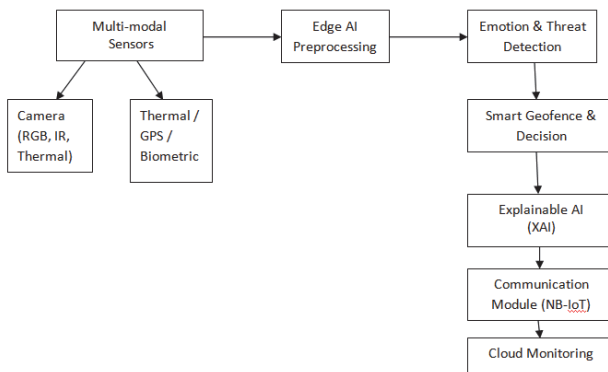 Multi-modal
Sensors
Edge AI
Preprocessing
Emotion & Threat
Detection
Camera
(RGB, IR,
Thermal)
Thermal /
GPS /
Biometric
Smart Geofence &
Decision
Explainable AI
(XAI)
Communication
Module (NB-IoT)
Cloud Monitoring